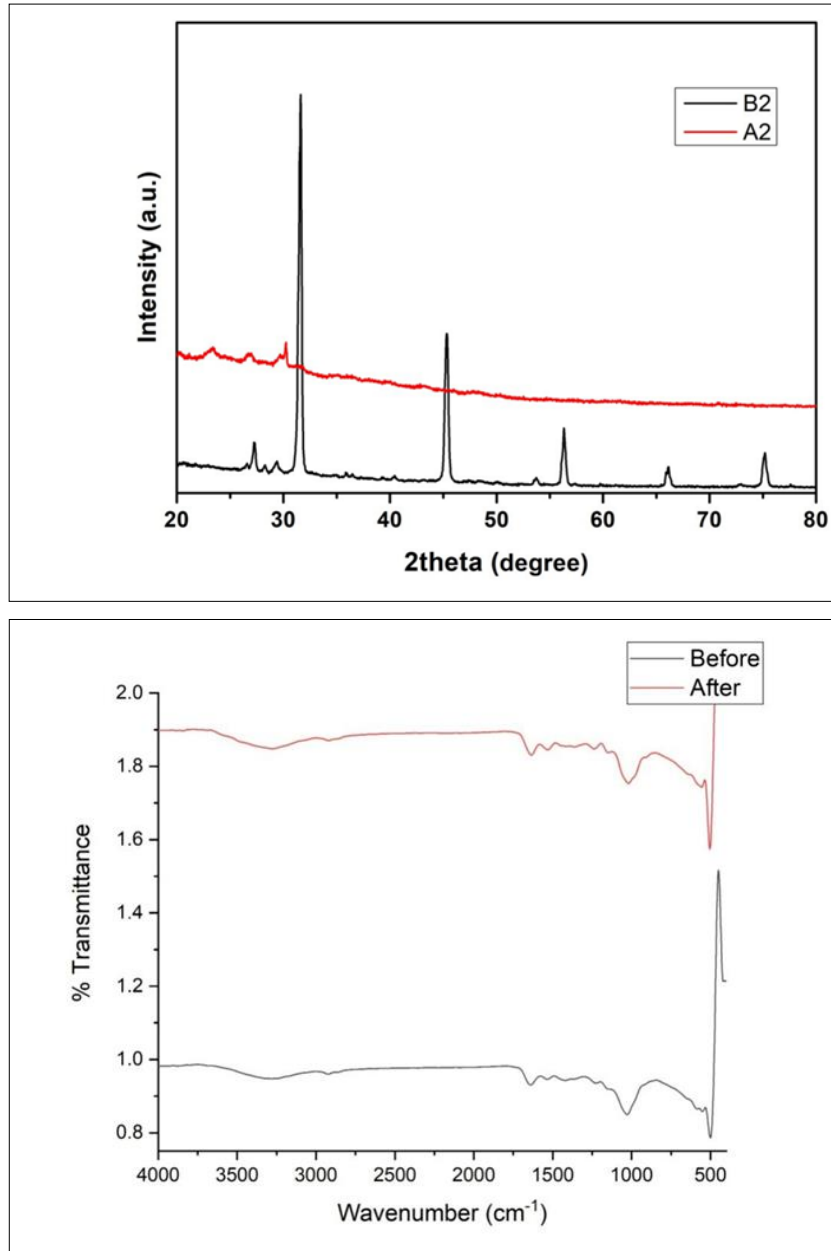 B2
A2
Intensity (a.u.)
20 30 40 50 60 70 80
2theta (degree)
Before
After
2.0
1.8
1.6
1.4
1.2
1.0
0.8
% Transmittance
4000 3500 3000 2500 2000 1500 1000 500
Wavenumber (cm⁻¹)